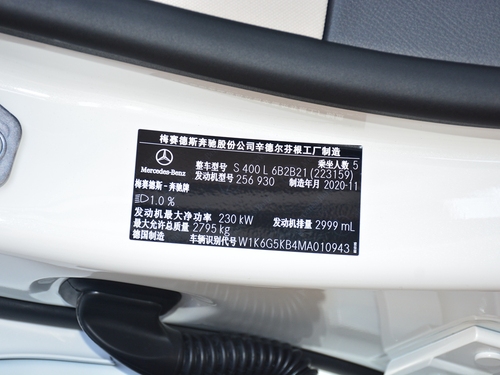 梅赛德斯奔驰股份公司辛德尔芬根工厂制造
乘坐人数 5
整车型号 S 400 L 6B2B21 (223159)
Mercedes-Benz
发动机型号 256 930 制造年月 2020-11
梅赛德斯－奔驰牌
1.0 %
发动机最大净功率 230 kW 发动机排量 2999 mL
最大允许总质量 2795 kg
德国制造 车辆识别代号 W1K6G5KB4MA010943